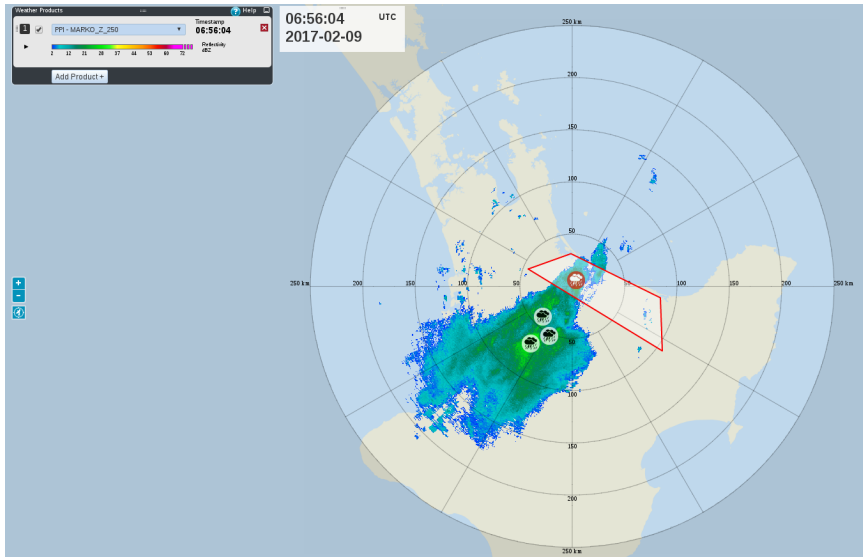 Weather Products
Help
1
PPI - MARKO_Z_250
Timestamp
06:56:04
2 12 21 28 37 44 53 60 72
Reflectivity
dBZ
Add Product +
06:56:04 UTC
2017-02-09
250 km
200
150
100
50
250 km 200 150 100 50 50 100 150 200 250 km
50
100
150
200
250 km
+
−